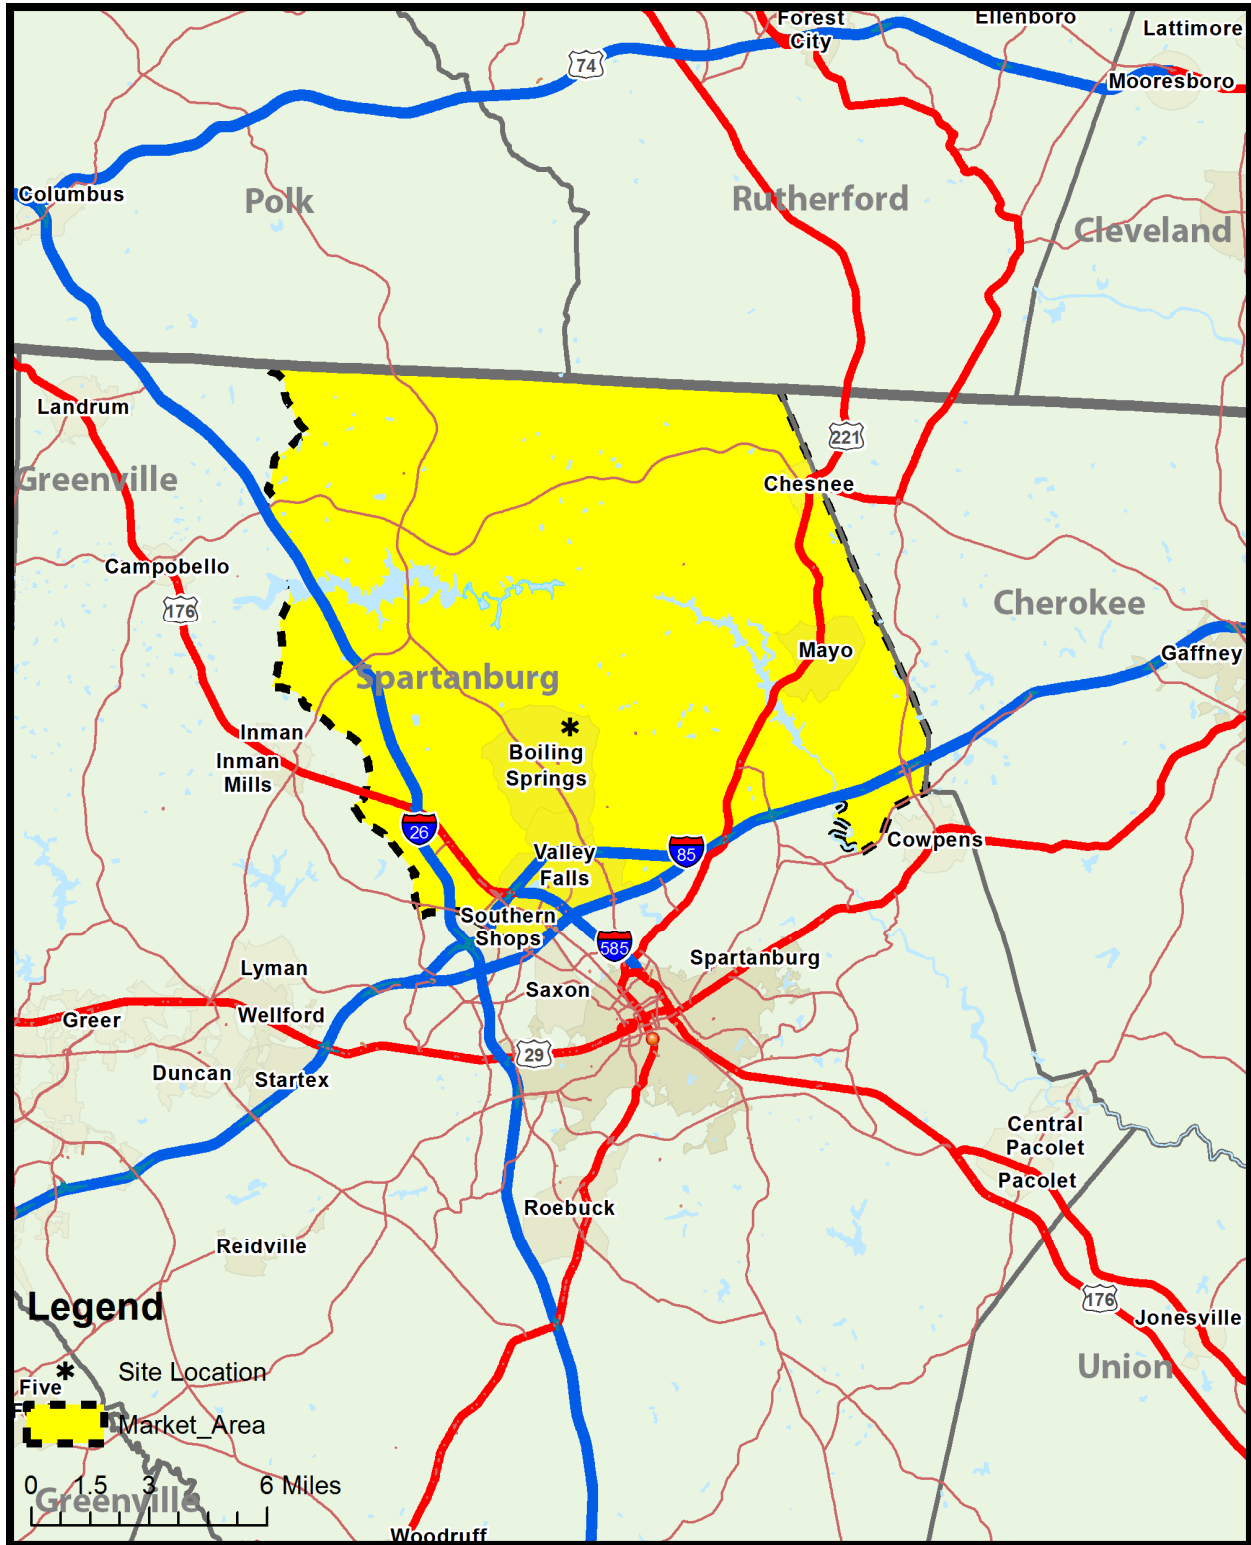 Forest
City
Ellenboro
Lattimore
74
Mooresboro
Columbus
Polk
Rutherford
Cleveland
Landrum
221
Greenville
Chesnee
Campobello
176
Cherokee
Mayo
Gaffney
Spartanburg
Inman
Inman
Mills
Boiling
Springs
26
Valley
Falls
85
Cowpens
Southern
Shops
585
Spartanburg
Lyman
Saxon
Wellford
Greer
29
Duncan
Startex
Central
Pacolet
Pacolet
Roebuck
Reidville
176
Jonesville
Union
Legend
Site Location
Five
F
Market_Area
0 1.5 3 6 Miles
Greenville
Woodruff